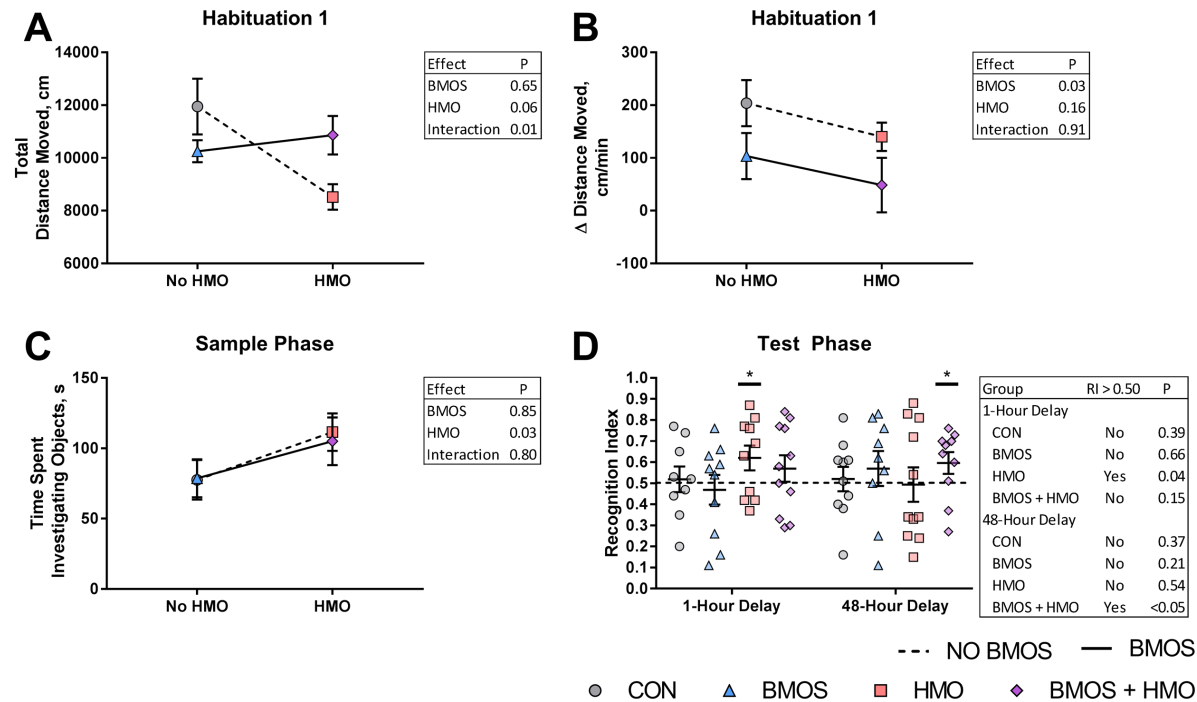 A
Habituation 1
Total
Distance Moved, cm
14000
12000
10000
8000
6000
No HMO
HMO
Effect P
BMOS 0.65
HMO 0.06
Interaction 0.01
B
Habituation 1
Δ Distance Moved,
cm/min
300
200
100
0
-100
No HMO
HMO
Effect P
BMOS 0.03
HMO 0.16
Interaction 0.91
C
Sample Phase
Time Spent
Investigating Objects, s
150
100
50
0
No HMO
HMO
Effect P
BMOS 0.85
HMO 0.03
Interaction 0.80
D
Test Phase
Recognition Index
1.0
0.9
0.8
0.7
0.6
0.5
0.4
0.3
0.2
0.1
0.0
*
*
1-Hour Delay
48-Hour Delay
Group RI > 0.50 P
1-Hour Delay
CON No 0.39
BMOS No 0.66
HMO Yes 0.04
BMOS + HMO No 0.15
48-Hour Delay
CON No 0.37
BMOS No 0.21
HMO No 0.54
BMOS + HMO Yes <0.05
NO BMOS
BMOS
CON
BMOS
HMO
BMOS + HMO